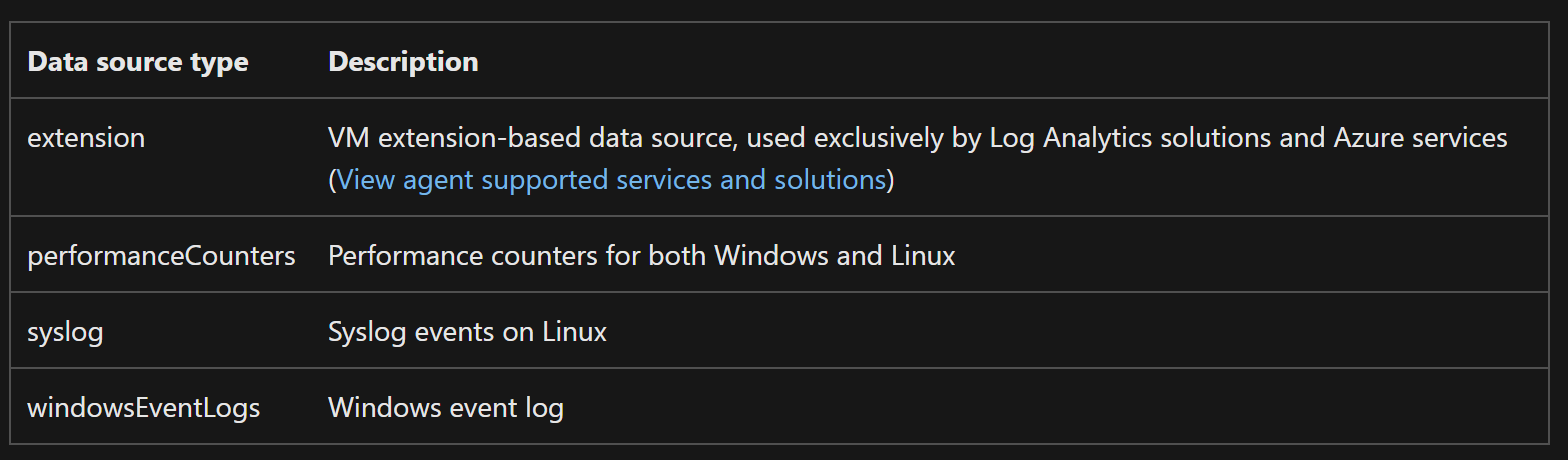 Data source type Description
extension VM extension-based data source, used exclusively by Log Analytics solutions and Azure services
(View agent supported services and solutions)
performanceCounters Performance counters for both Windows and Linux
syslog Syslog events on Linux
windowsEventLogs Windows event log